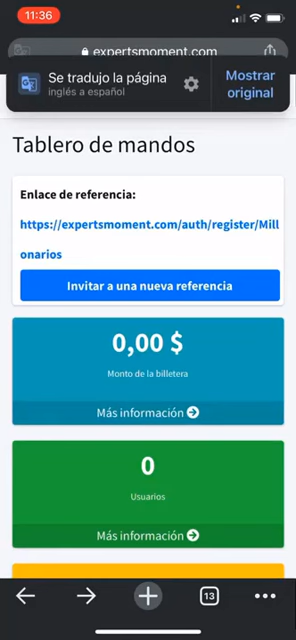 11:36
expertsmoment.com
Se tradujo la página
inglés a español
Mostrar
original
Tablero de mandos
Enlace de referencia:
https://expertsmoment.com/auth/register/Mill
onarios
Invitar a una nueva referencia
0,00 $
Monto de la billetera
Más información
0
Usuarios
Más información
13